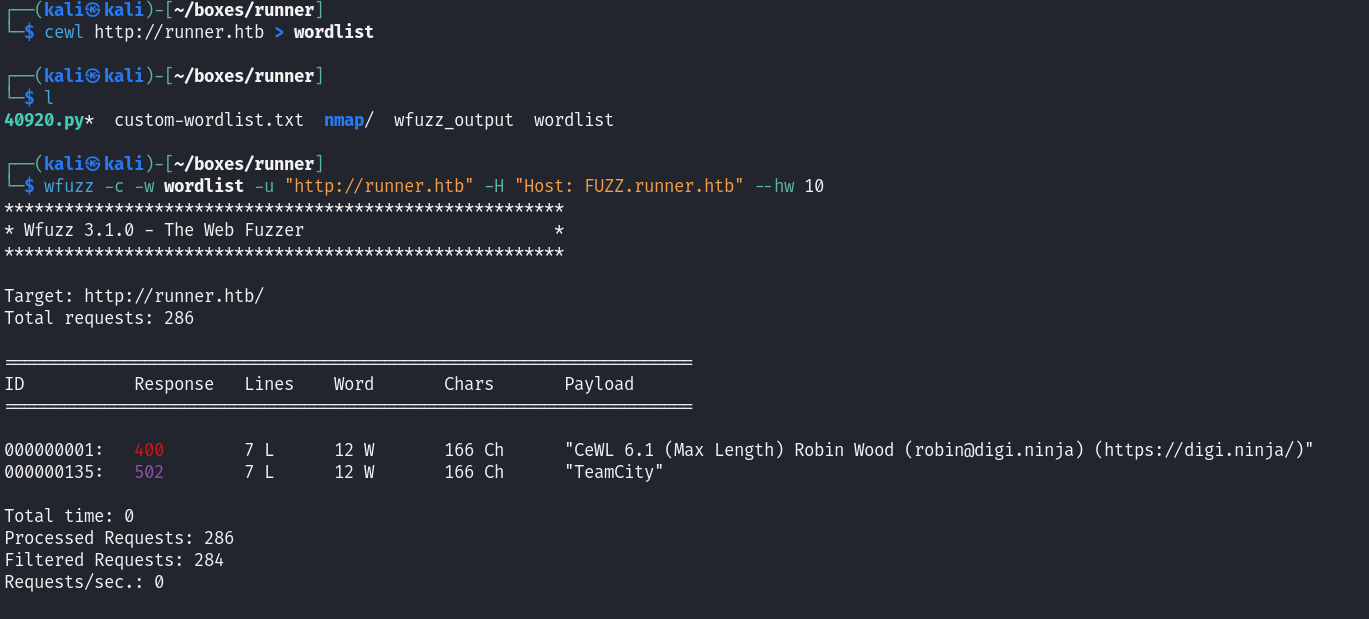 ┌──(kali㉿kali)-[~/boxes/runner]
└─$ cewl http://runner.htb > wordlist
┌──(kali㉿kali)-[~/boxes/runner]
└─$ l
40920.py*  custom-wordlist.txt  nmap/  wfuzz_output  wordlist
┌──(kali㉿kali)-[~/boxes/runner]
└─$ wfuzz -c -w wordlist -u "http://runner.htb" -H "Host: FUZZ.runner.htb" --hw 10
********************************************************
* Wfuzz 3.1.0 - The Web Fuzzer                         *
********************************************************
Target: http://runner.htb/
Total requests: 286
=====================================================================
ID           Response   Lines    Word       Chars       Payload
=====================================================================
000000001:   400        7 L      12 W       166 Ch      "CeWL 6.1 (Max Length) Robin Wood (robin@digi.ninja) (https://digi.ninja/)"
000000135:   502        7 L      12 W       166 Ch      "TeamCity"
Total time: 0
Processed Requests: 286
Filtered Requests: 284
Requests/sec.: 0